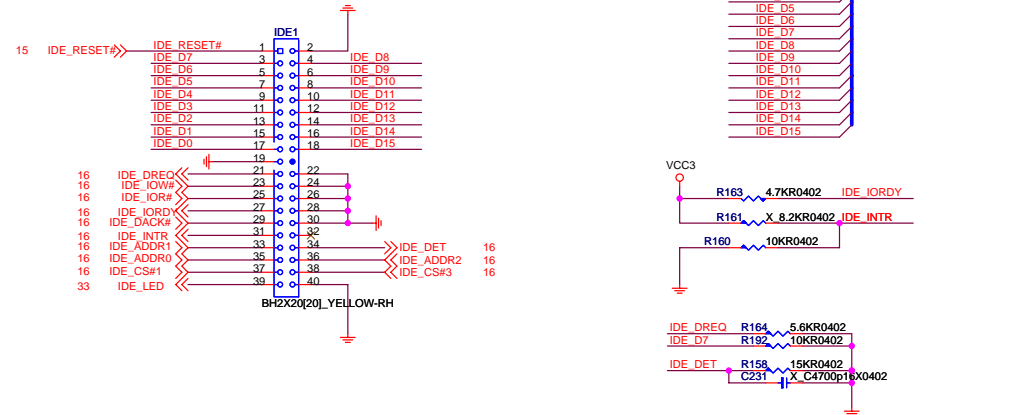 IDE1
15 IDE_RESET# IDE_RESET# 1 2
IDE_D7 3 4 IDE_D8
IDE_D6 5 6 IDE_D9
IDE_D5 7 8 IDE_D10
IDE_D4 9 10 IDE_D11
IDE_D3 11 12 IDE_D12
IDE_D2 13 14 IDE_D13
IDE_D1 15 16 IDE_D14
IDE_D0 17 18 IDE_D15
19
16 IDE_DREQ 21 22
16 IDE_IOW# 23 24
16 IDE_IOR# 25 26
16 IDE_IORDY 27 28
16 IDE_DACK# 29 30
16 IDE_INTR 31 32
16 IDE_ADDR1 33 34 IDE_DET 16
16 IDE_ADDR0 35 36 IDE_ADDR2 16
16 IDE_CS#1 37 38 IDE_CS#3 16
33 IDE_LED 39 40
BH2X20[20]_YELLOW-RH
IDE_D5
IDE_D6
IDE_D7
IDE_D8
IDE_D9
IDE_D10
IDE_D11
IDE_D12
IDE_D13
IDE_D14
IDE_D15
VCC3
R163 4.7KR0402 IDE_IORDY
R161 X_8.2KR0402 IDE_INTR
R160 10KR0402
IDE_DREQ R164 5.6KR0402
IDE_D7 R192 10KR0402
IDE_DET R158 15KR0402
C231 X_C4700p16X0402